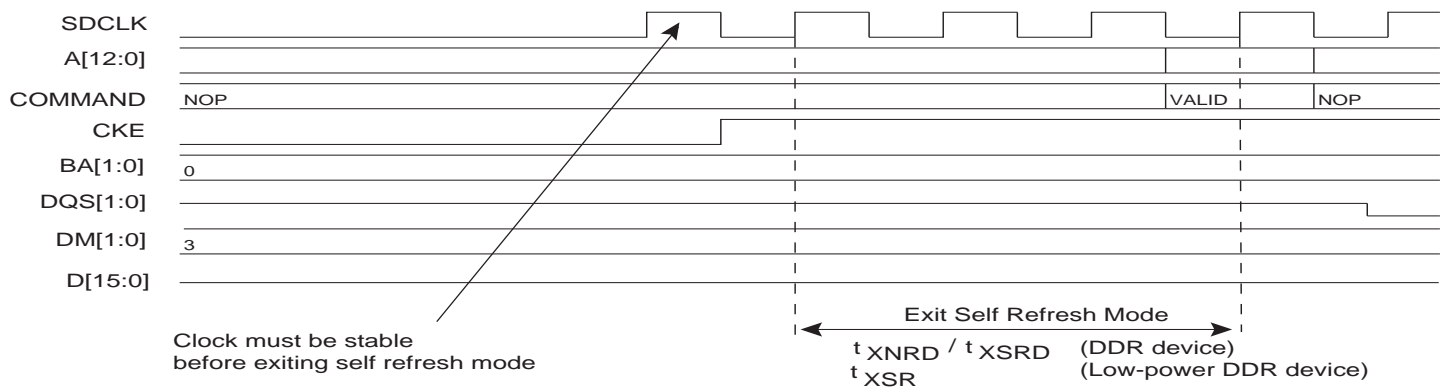 SDCLK
A[12:0]
COMMAND NOP VALID NOP
CKE
BA[1:0] 0
DQS[1:0]
DM[1:0] 3
D[15:0]
Clock must be stable
before exiting self refresh mode
Exit Self Refresh Mode
t XNRD / t XSRD (DDR device)
t XSR (Low-power DDR device)